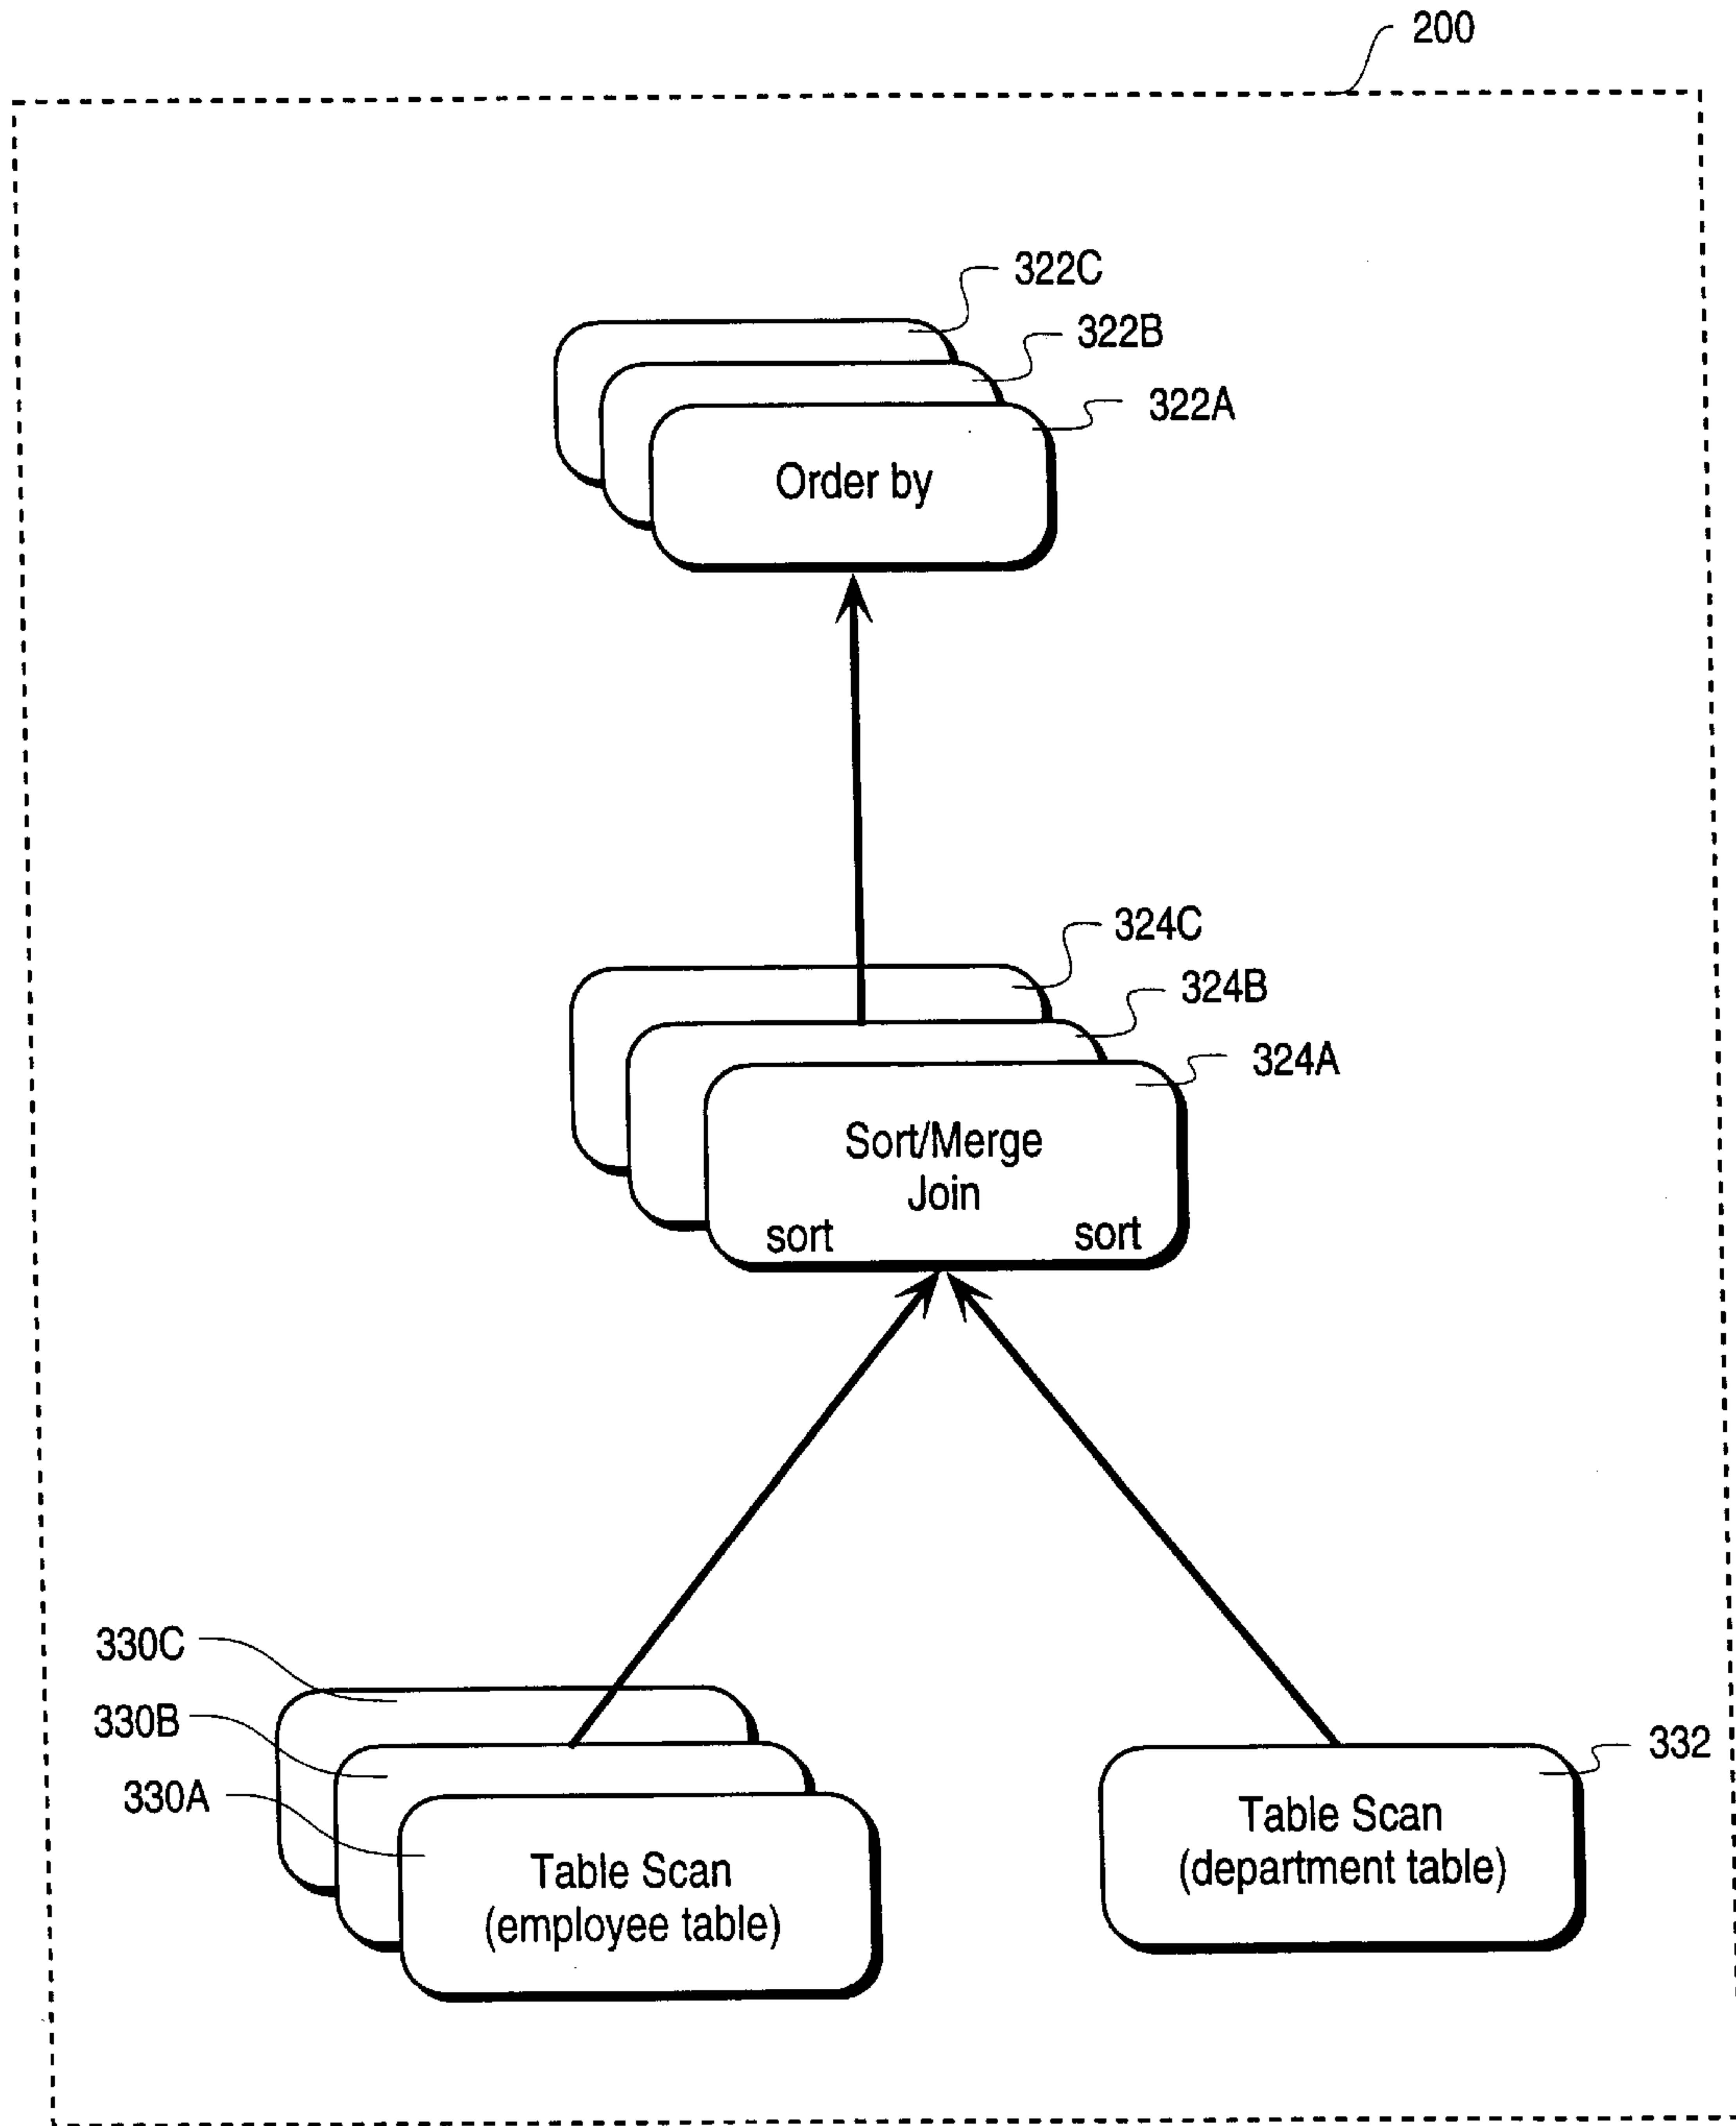 200
322C
322B
322A
Order by
324C
324B
324A
Sort/Merge
Join
sort sort
330C
330B
330A
332
Table Scan
(employee table)
Table Scan
(department table)